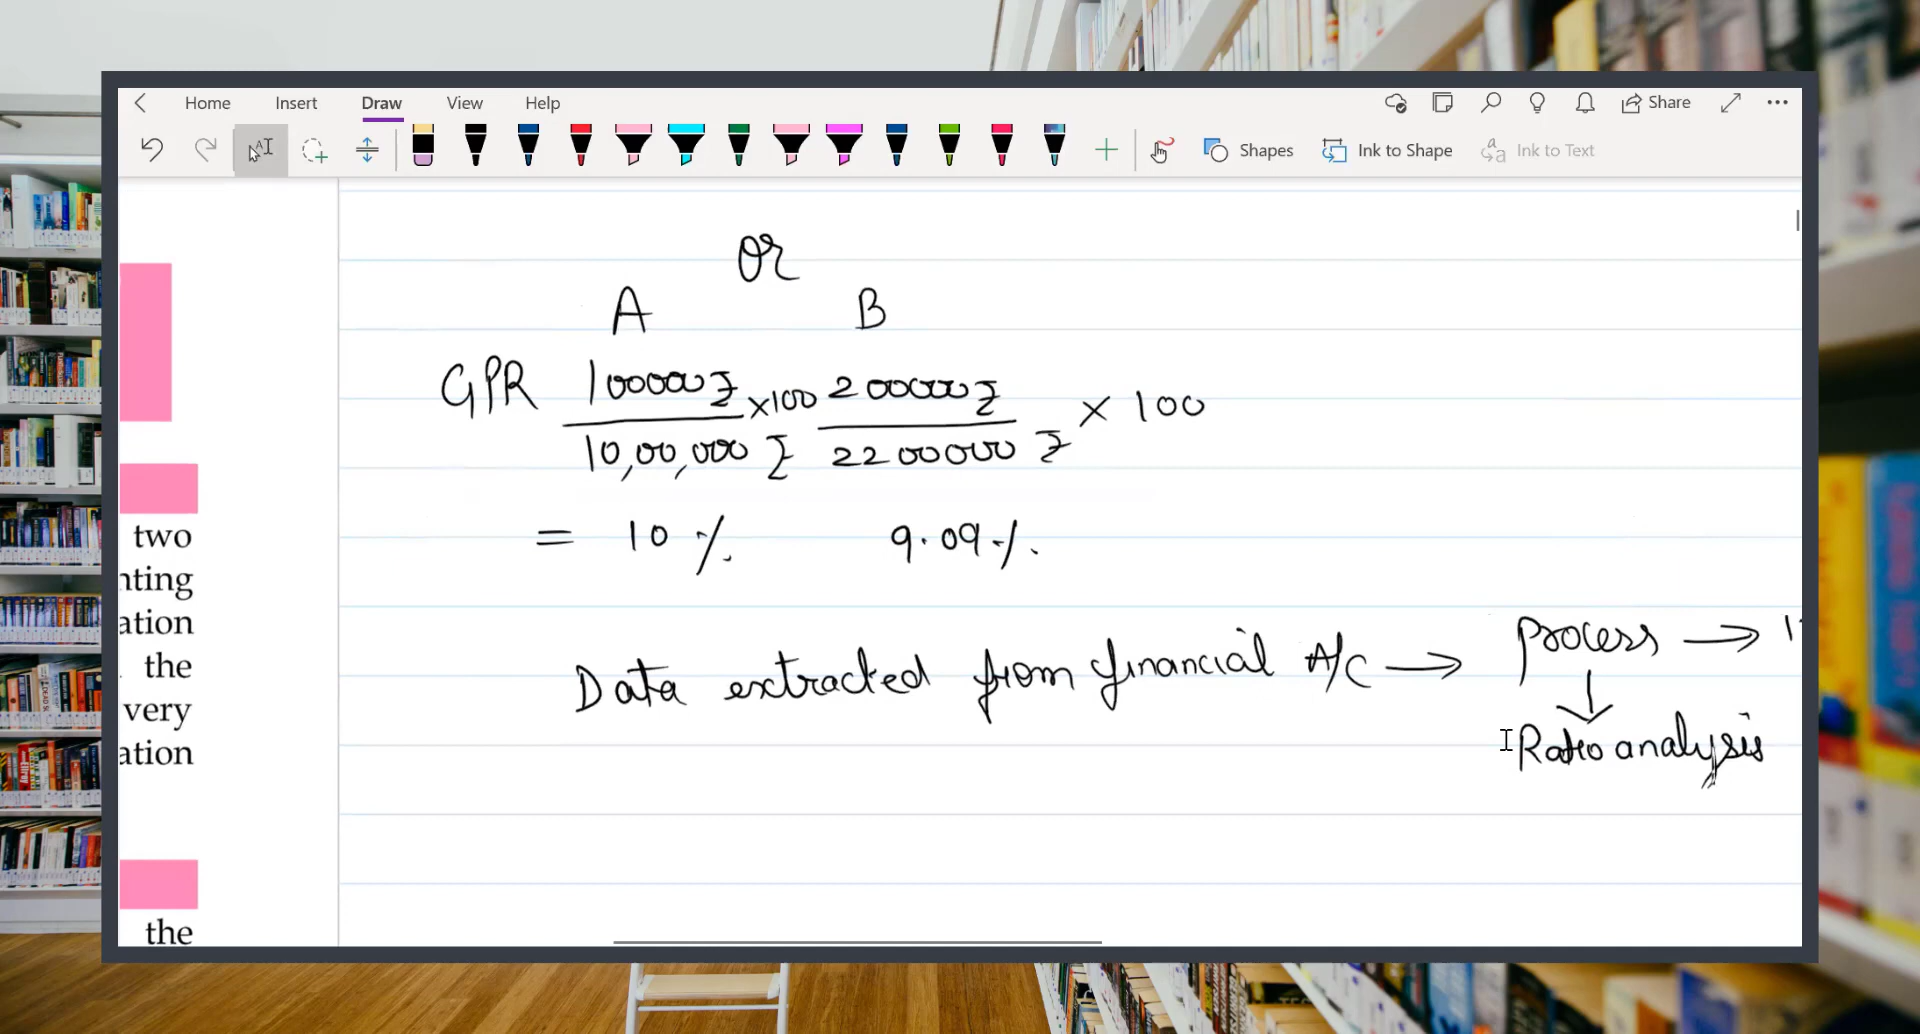 Home Insert Draw View Help Share
Shapes Ink to Shape Ink to Text
or
A B
GPR 100000₹/10,00,000 ₹ ×100 200000₹/2200000 ₹ × 100
= 10 % 9.09%
Data extracted from financial A/C → process →
↓
Ratio analysis
two
nting
ation
the
very
ation
the